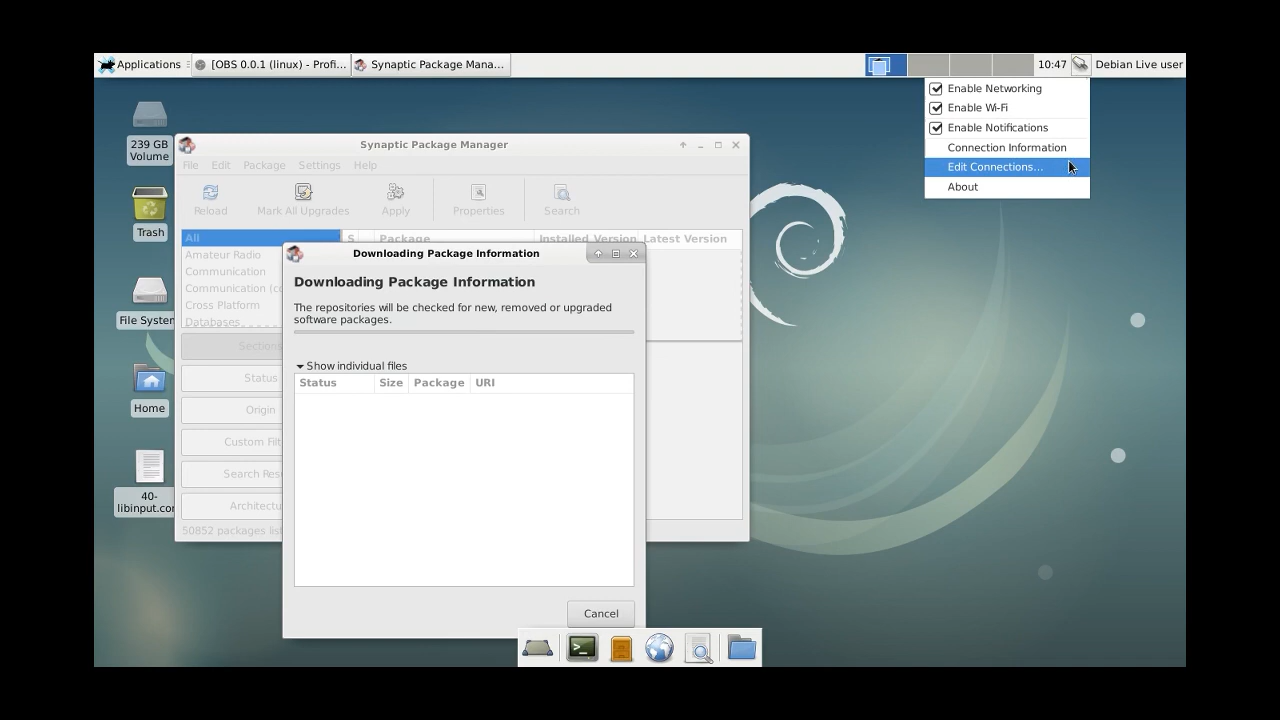 Applications
[OBS 0.0.1 (linux) - Profi...
Synaptic Package Mana...
10:47
Debian Live user
Enable Networking
Enable Wi-Fi
Enable Notifications
Connection Information
Edit Connections...
About
239 GB
Volume
Trash
File System
Home
40-
libinput.con
Synaptic Package Manager
File Edit Package Settings Help
Reload
Mark All Upgrades
Apply
Properties
Search
All
Amateur Radio
Communication
Communication (co
Cross Platform
Databases
S Package Installed Version Latest Version
Sections
Status
Origin
Custom Filt
Search Res
Architectu
50852 packages lis
Downloading Package Information
Downloading Package Information
The repositories will be checked for new, removed or upgraded
software packages.
Show individual files
Status Size Package URI
Cancel
>_